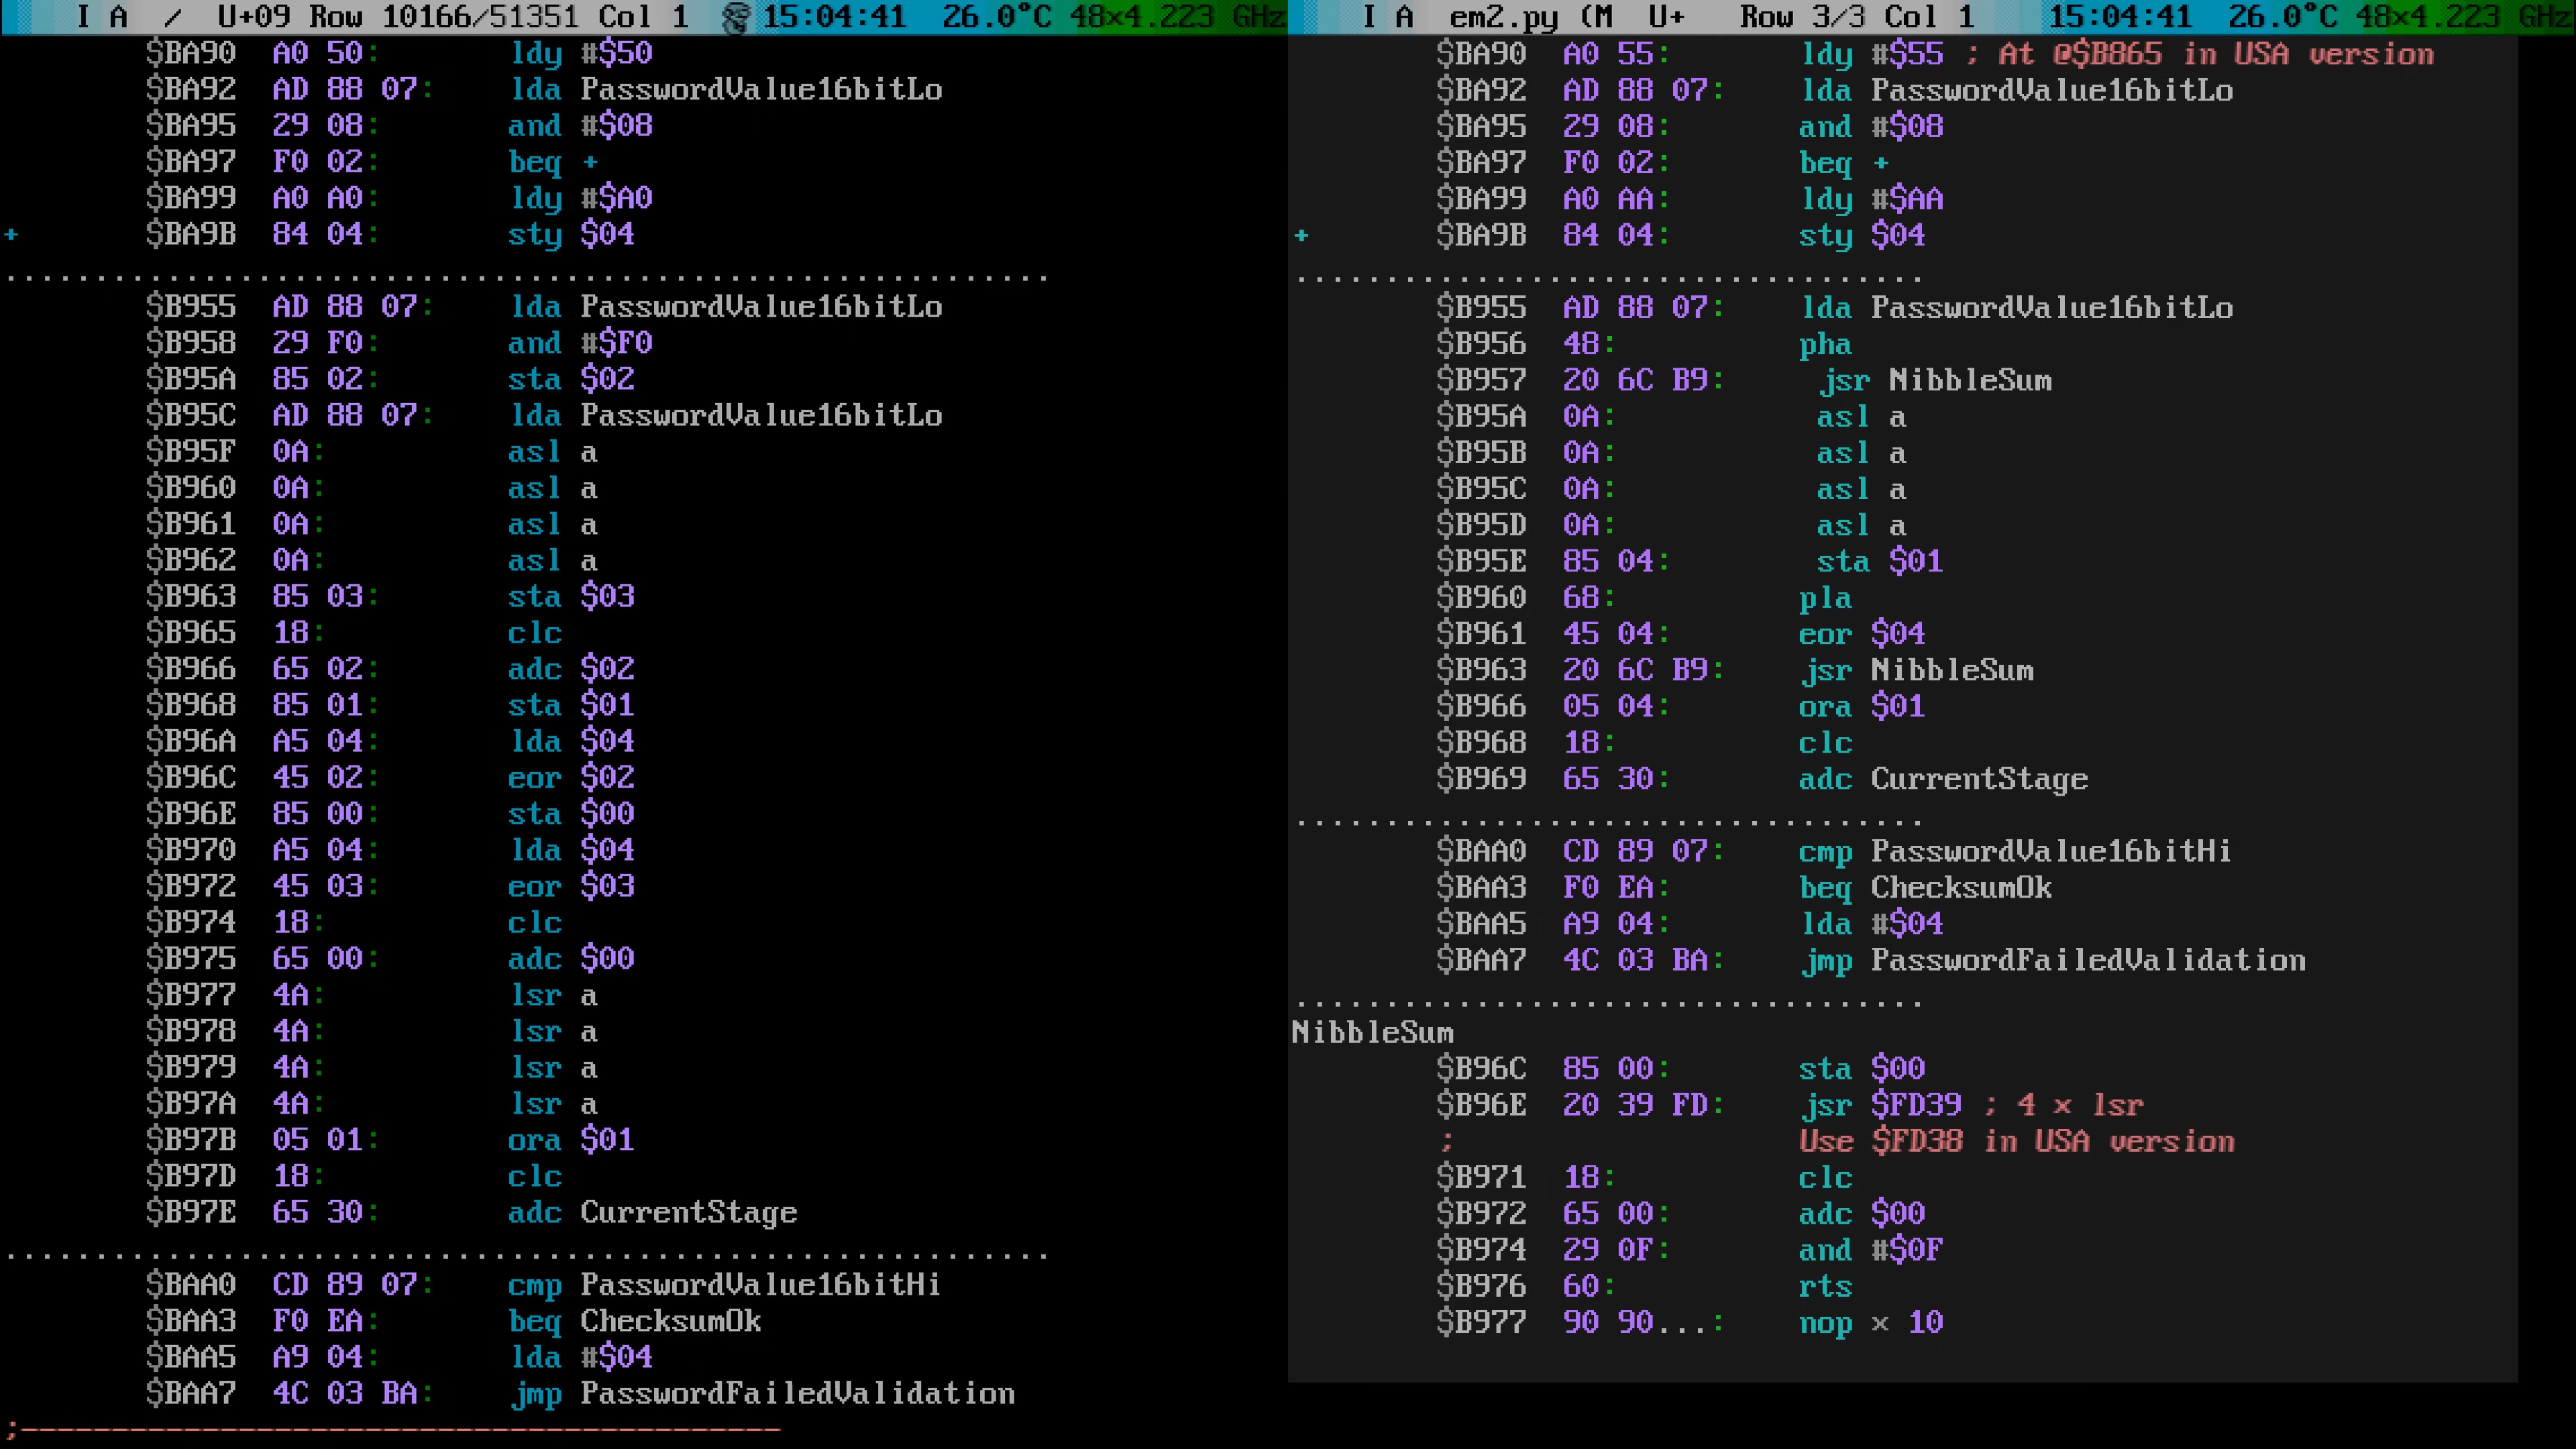 I A / U+09 Row 10166/51351 Col 1 15:04:41 26.0°C 48×4.223 GHz
$BA90 A0 50: ldy #$50
$BA92 AD 88 07: lda PasswordValue16bitLo
$BA95 29 08: and #$08
$BA97 F0 02: beq +
$BA99 A0 A0: ldy #$A0
+ $BA9B 84 04: sty $04
..........................................................
$B955 AD 88 07: lda PasswordValue16bitLo
$B958 29 F0: and #$F0
$B95A 85 02: sta $02
$B95C AD 88 07: lda PasswordValue16bitLo
$B95F 0A: asl a
$B960 0A: asl a
$B961 0A: asl a
$B962 0A: asl a
$B963 85 03: sta $03
$B965 18: clc
$B966 65 02: adc $02
$B968 85 01: sta $01
$B96A A5 04: lda $04
$B96C 45 02: eor $02
$B96E 85 00: sta $00
$B970 A5 04: lda $04
$B972 45 03: eor $03
$B974 18: clc
$B975 65 00: adc $00
$B977 4A: lsr a
$B978 4A: lsr a
$B979 4A: lsr a
$B97A 4A: lsr a
$B97B 05 01: ora $01
$B97D 18: clc
$B97E 65 30: adc CurrentStage
..........................................................
$BAA0 CD 89 07: cmp PasswordValue16bitHi
$BAA3 F0 EA: beq ChecksumOk
$BAA5 A9 04: lda #$04
$BAA7 4C 03 BA: jmp PasswordFailedValidation
;------------------------------------------
I A em2.py (M U+ Row 3/3 Col 1 15:04:41 26.0°C 48×4.223 GHz
$BA90 A0 55: ldy #$55 ; At @$B865 in USA version
$BA92 AD 88 07: lda PasswordValue16bitLo
$BA95 29 08: and #$08
$BA97 F0 02: beq +
$BA99 A0 AA: ldy #$AA
+ $BA9B 84 04: sty $04
...................................
$B955 AD 88 07: lda PasswordValue16bitLo
$B956 48: pha
$B957 20 6C B9: jsr NibbleSum
$B95A 0A: asl a
$B95B 0A: asl a
$B95C 0A: asl a
$B95D 0A: asl a
$B95E 85 04: sta $01
$B960 68: pla
$B961 45 04: eor $04
$B963 20 6C B9: jsr NibbleSum
$B966 05 04: ora $01
$B968 18: clc
$B969 65 30: adc CurrentStage
...................................
$BAA0 CD 89 07: cmp PasswordValue16bitHi
$BAA3 F0 EA: beq ChecksumOk
$BAA5 A9 04: lda #$04
$BAA7 4C 03 BA: jmp PasswordFailedValidation
...................................
NibbleSum
$B96C 85 00: sta $00
$B96E 20 39 FD: jsr $FD39 ; 4 × lsr
; Use $FD38 in USA version
$B971 18: clc
$B972 65 00: adc $00
$B974 29 0F: and #$0F
$B976 60: rts
$B977 90 90...: nop × 10